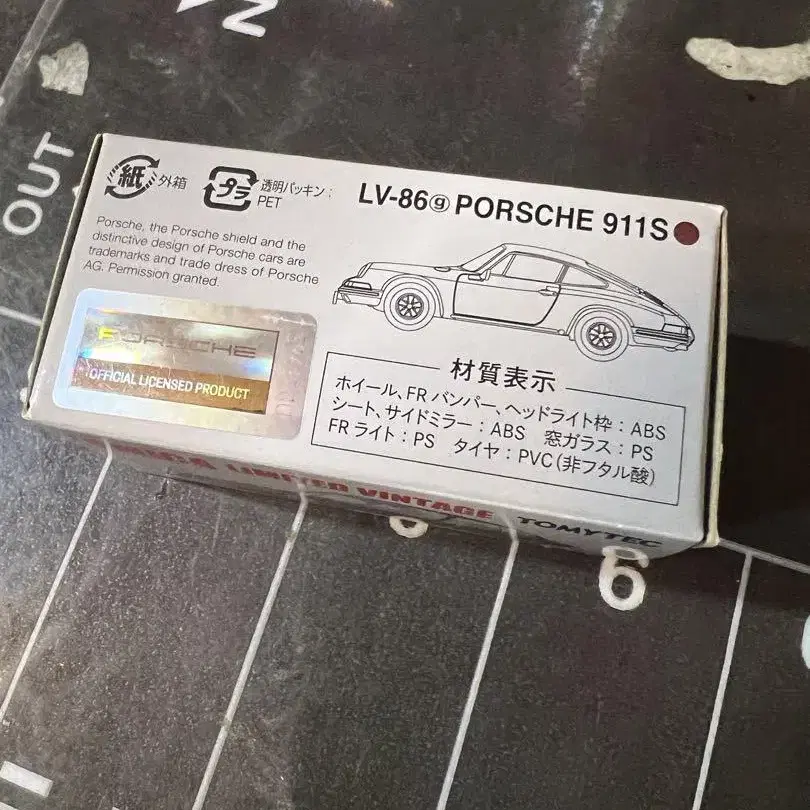 OUT
紙 外箱
プラ 透明パッキン：
PET
LV-86ⓖ PORSCHE 911S
Porsche, the Porsche shield and the
distinctive design of Porsche cars are
trademarks and trade dress of Porsche
AG. Permission granted.
PORSCHE
OFFICIAL LICENSED PRODUCT
材質表示
ホイール、FR バンパー、ヘッドライト枠：ABS
シート、サイドミラー：ABS 窓ガラス：PS
FR ライト：PS タイヤ：PVC（非フタル酸）
LIMITED VINTAGE
TOMYTEC
6